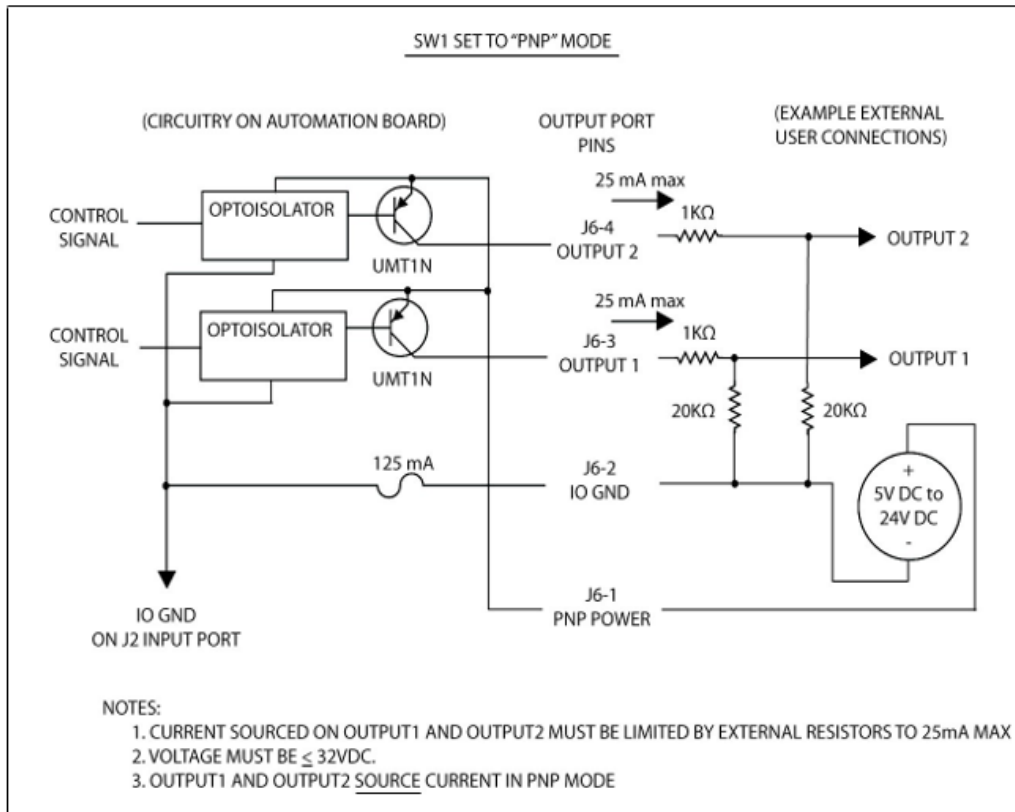 SW1 SET TO "PNP" MODE
(CIRCUITRY ON AUTOMATION BOARD)
OUTPUT PORT
PINS
(EXAMPLE EXTERNAL
USER CONNECTIONS)
25 mA max
OPTOISOLATOR
CONTROL
SIGNAL
1KΩ
J6-4
OUTPUT 2
OUTPUT 2
UMT1N
25 mA max
OPTOISOLATOR
CONTROL
SIGNAL
1KΩ
J6-3
OUTPUT 1
OUTPUT 1
UMT1N
20KΩ
20KΩ
125 mA
J6-2
IO GND
+
5V DC to
24V DC
-
J6-1
PNP POWER
IO GND
ON J2 INPUT PORT
NOTES:
1. CURRENT SOURCED ON OUTPUT1 AND OUTPUT2 MUST BE LIMITED BY EXTERNAL RESISTORS TO 25mA MAX
2. VOLTAGE MUST BE ≤ 32VDC.
3. OUTPUT1 AND OUTPUT2 SOURCE CURRENT IN PNP MODE